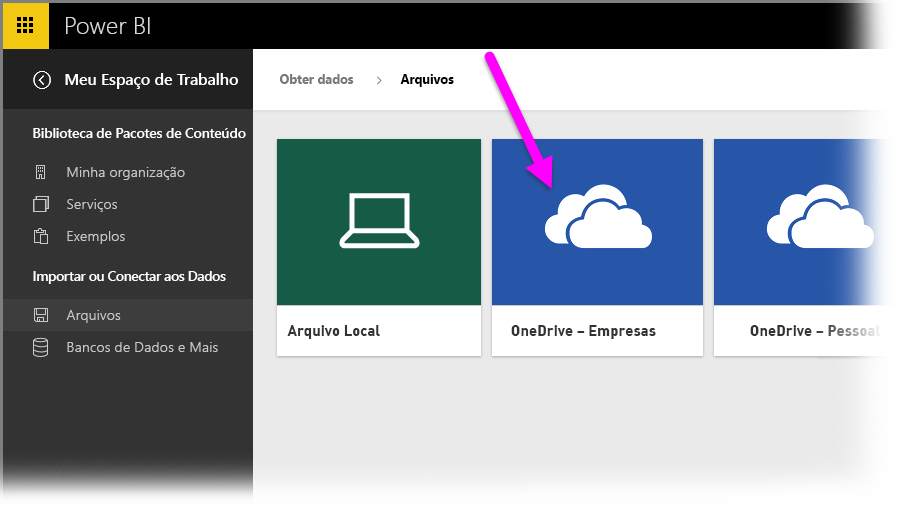 Power BI
Meu Espaço de Trabalho
Obter dados > Arquivos
Biblioteca de Pacotes de Conteúdo
Minha organização
Serviços
Exemplos
Importar ou Conectar aos Dados
Arquivos
Bancos de Dados e Mais
Arquivo Local
OneDrive – Empresas
OneDrive – Pessoal